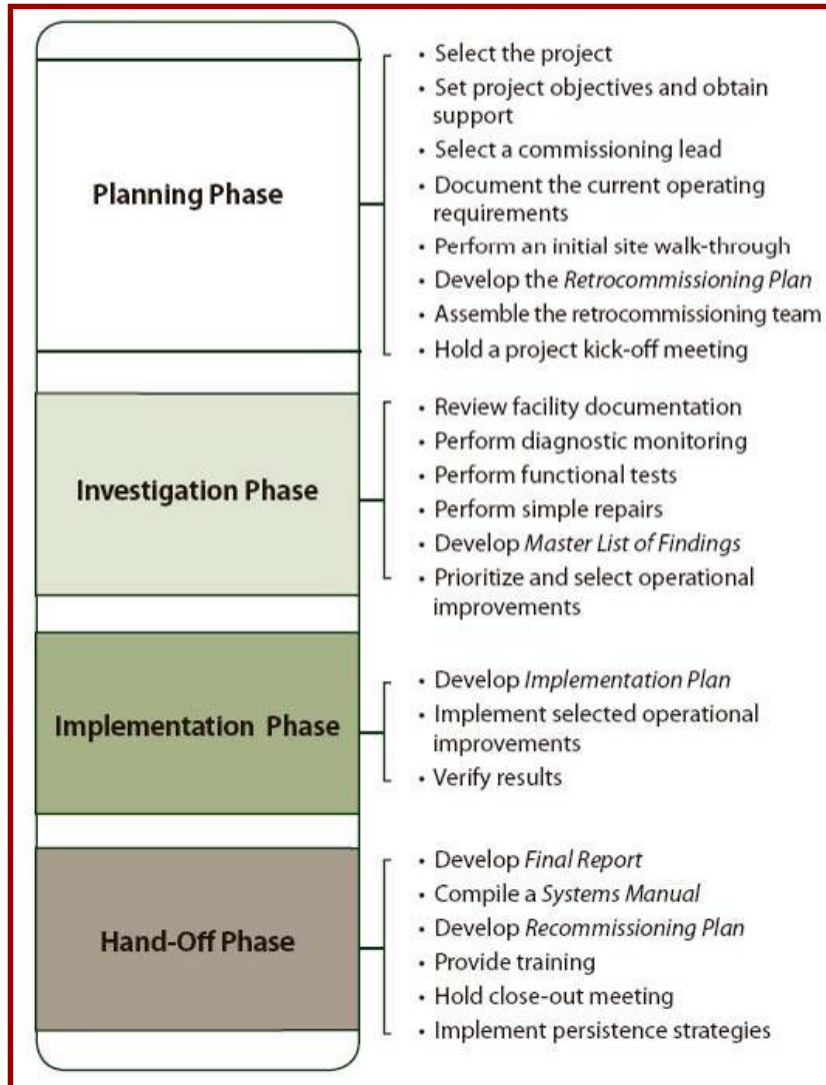 Planning Phase
• Select the project
• Set project objectives and obtain
support
• Select a commissioning lead
• Document the current operating
requirements
• Perform an initial site walk-through
• Develop the Retrocommissioning Plan
• Assemble the retrocommissioning team
• Hold a project kick-off meeting
Investigation Phase
• Review facility documentation
• Perform diagnostic monitoring
• Perform functional tests
• Perform simple repairs
• Develop Master List of Findings
• Prioritize and select operational
improvements
Implementation Phase
• Develop Implementation Plan
• Implement selected operational
improvements
• Verify results
Hand-Off Phase
• Develop Final Report
• Compile a Systems Manual
• Develop Recommissioning Plan
• Provide training
• Hold close-out meeting
• Implement persistence strategies